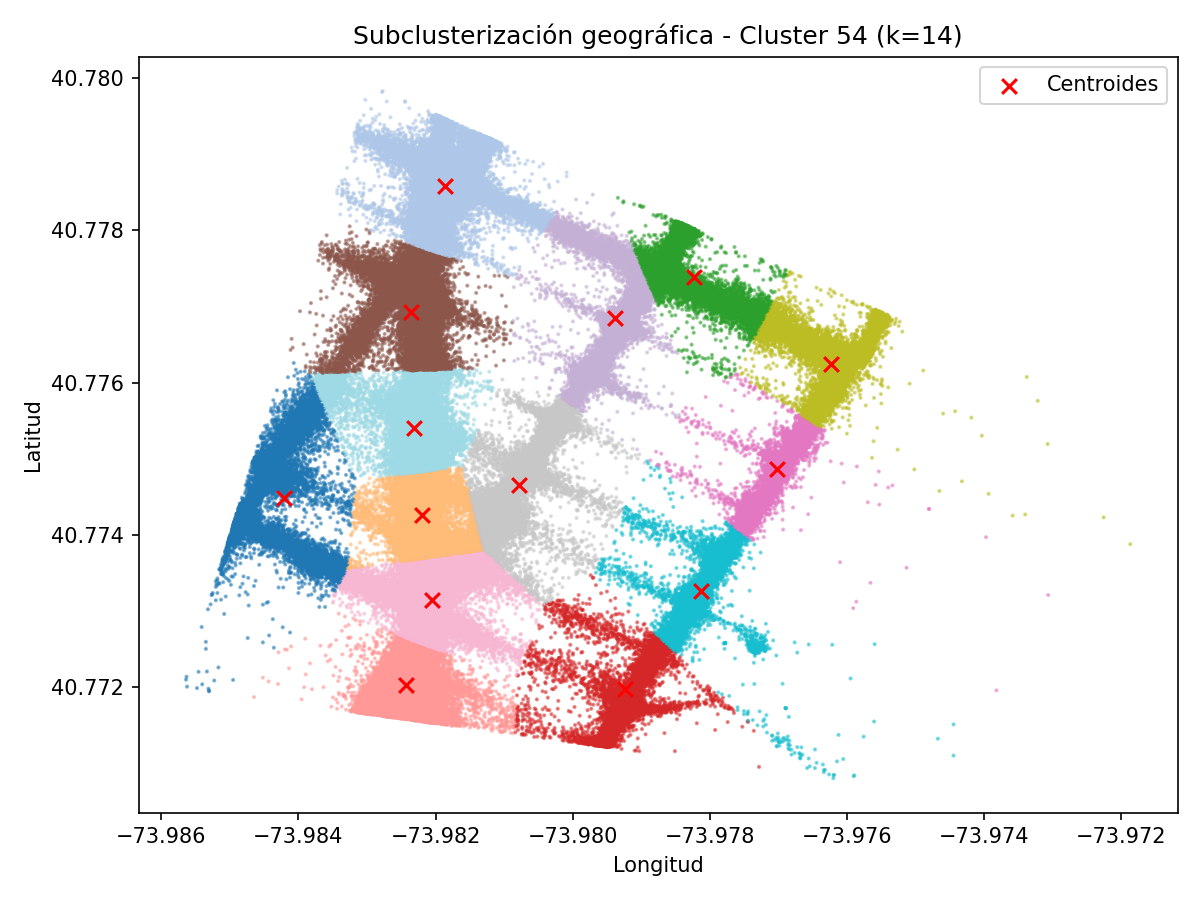 Subclusterización geográfica - Cluster 54 (k=14)
Centroides
40.780
40.778
40.776
40.774
40.772
Latitud
−73.986 −73.984 −73.982 −73.980 −73.978 −73.976 −73.974 −73.972
Longitud